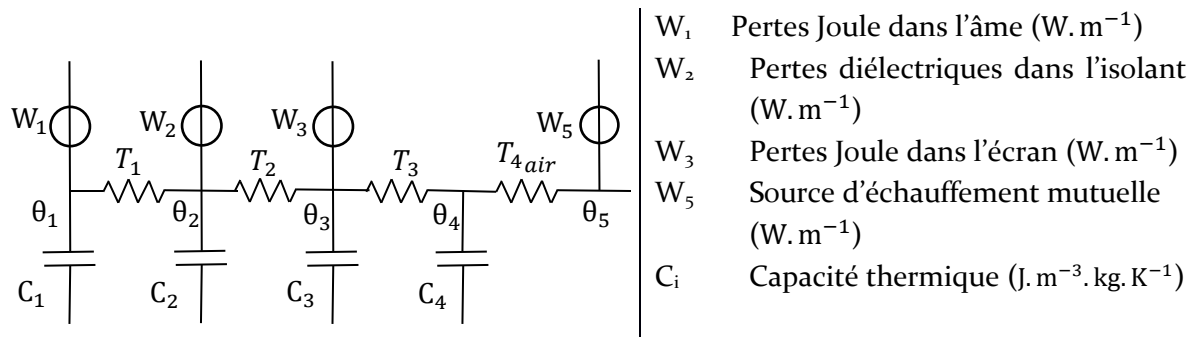 W₁
W₂
W₃
W₅
T₁
T₂
T₃
T₄ₐᵢᵣ
θ₁
θ₂
θ₃
θ₄
θ₅
C₁
C₂
C₃
C₄
W₁ Pertes Joule dans l'âme (W. m⁻¹)
W₂ Pertes diélectriques dans l'isolant
(W. m⁻¹)
W₃ Pertes Joule dans l'écran (W. m⁻¹)
W₅ Source d'échauffement mutuelle
(W. m⁻¹)
Cᵢ Capacité thermique (J. m⁻³. kg. K⁻¹)